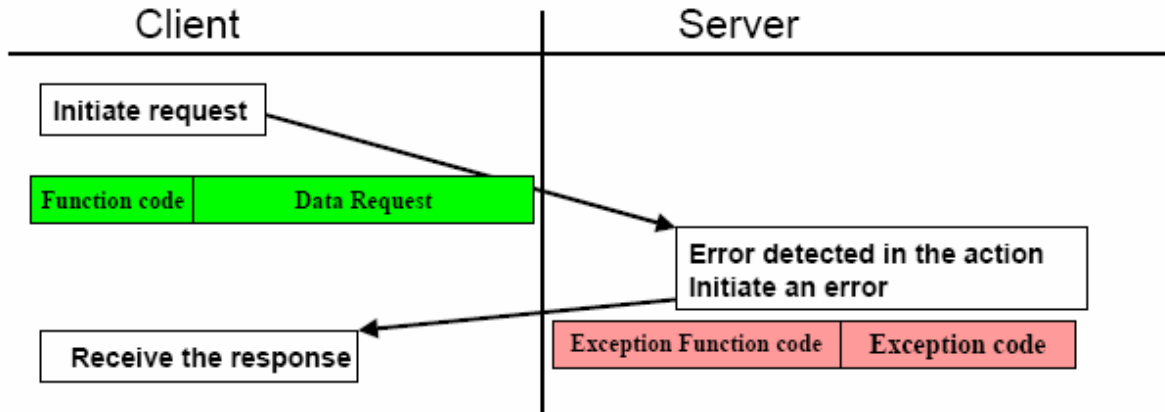 Client
Server
Initiate request
Function code
Data Request
Error detected in the action
Initiate an error
Exception Function code
Exception code
Receive the response